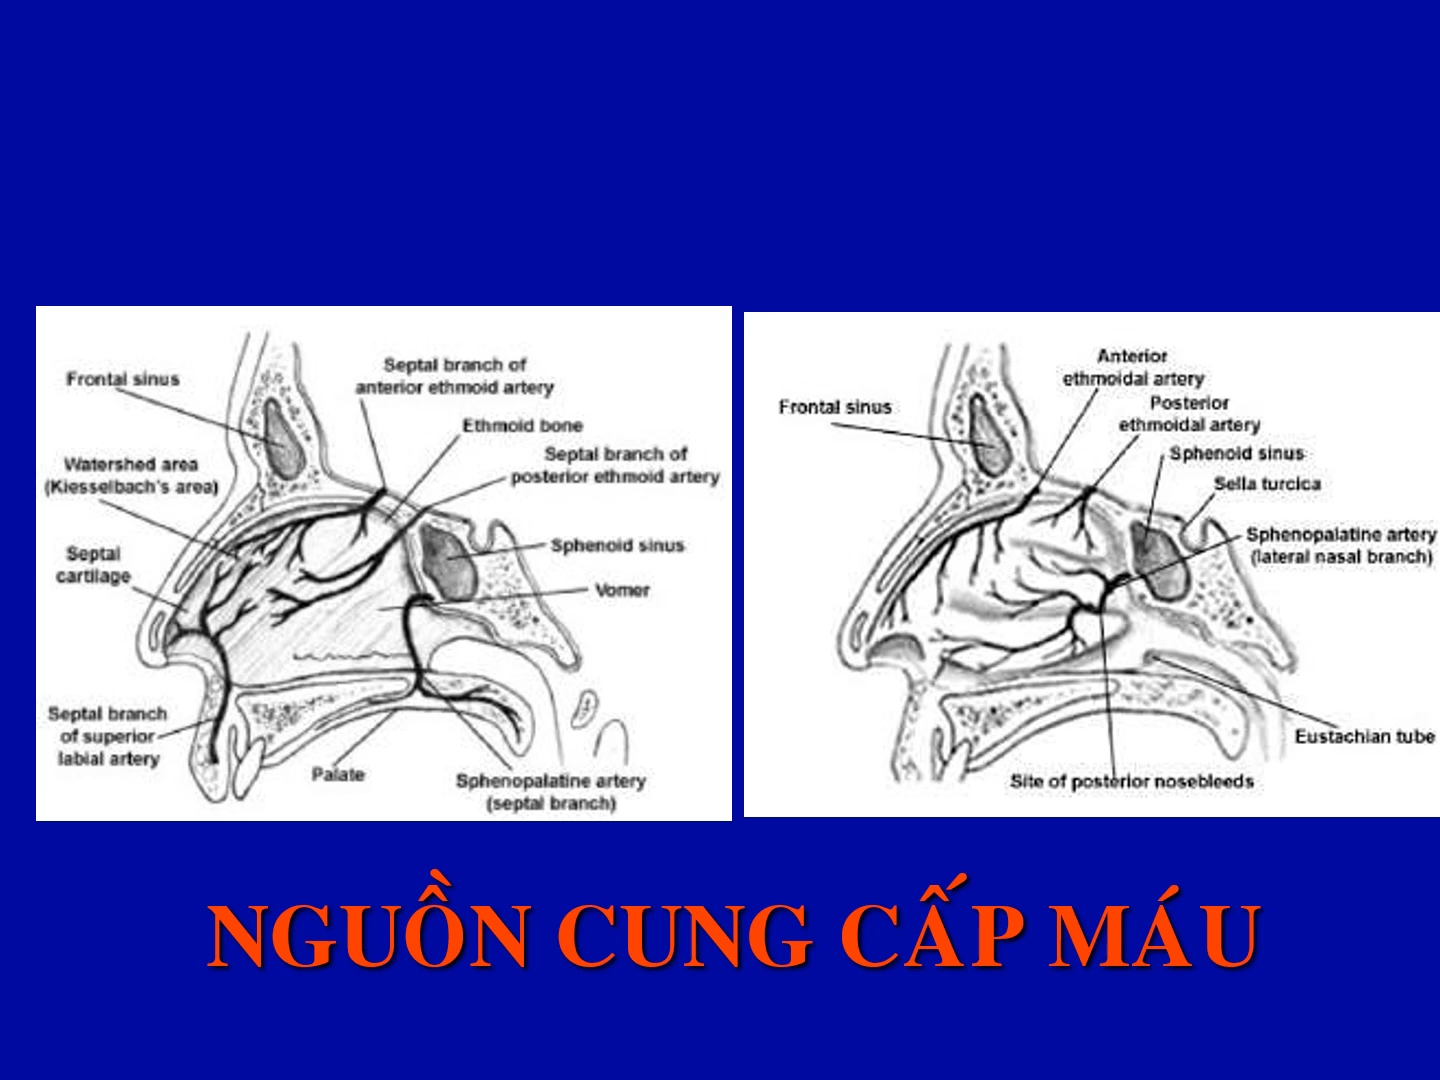 Septal branch of
anterior ethmoid artery
Frontal sinus
Ethmoid bone
Septal branch of
posterior ethmoid artery
Watershed area
(Kiesselbach's area)
Septal
cartilage
Sphenoid sinus
Vomer
Septal branch
of superior
labial artery
Palate
Sphenopalatine artery
(septal branch)
Anterior
ethmoidal artery
Frontal sinus
Posterior
ethmoidal artery
Sphenoid sinus
Sella turcica
Sphenopalatine artery
(lateral nasal branch)
Eustachian tube
Site of posterior nosebleeds
NGUỒN CUNG CẤP MÁU